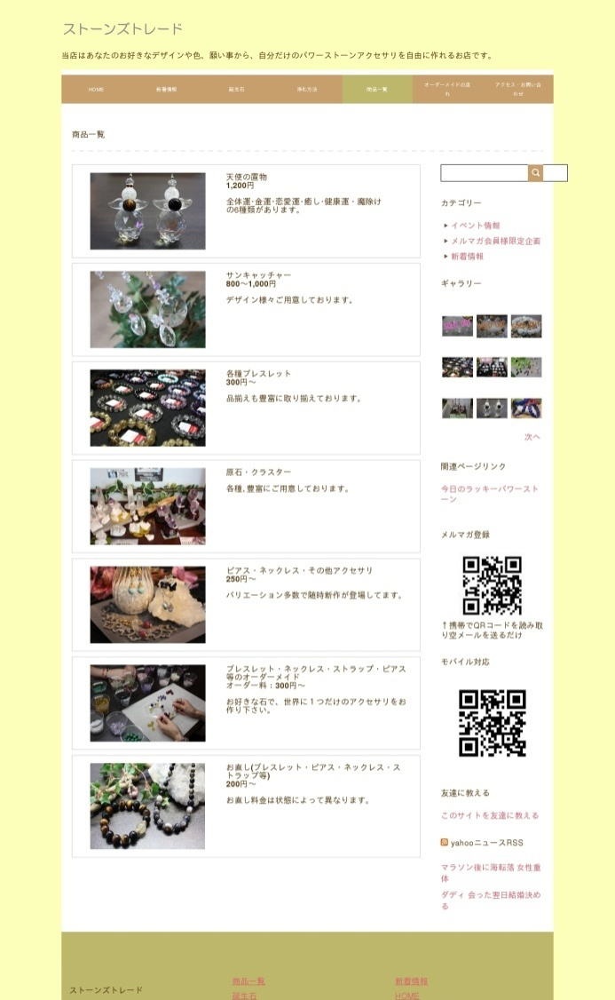 ストーンズトレード
当店はあなたのお好きなデザインや色、願い事から、自分だけのパワーストーンアクセサリを自由に作れるお店です。
HOME
新着情報
誕生石
浄化方法
商品一覧
オーダーメイドの流
れ
アクセス・お問い合
わせ
商品一覧
天使の置物
1,200円
全体運･金運･恋愛運･癒し･健康運・魔除け
の6種類があります。
サンキャッチャー
800〜1,000円
デザイン様々ご用意しております。
各種ブレスレット
300円〜
品揃えも豊富に取り揃えております。
原石・クラスター
各種､豊富にご用意しております。
ピアス・ネックレス・その他アクセサリ
250円〜
バリエーション多数で随時新作が登場してます。
ブレスレット・ネックレス・ストラップ・ピアス
等のオーダーメイド
オーダー料：300円〜
お好きな石で、世界に１つだけのアクセサリをお
作り下さい。
お直し(ブレスレット・ピアス・ネックレス・ス
トラップ等)
200円〜
お直し料金は状態によって異なります。
カテゴリー
イベント情報
メルマガ会員様限定企画
新着情報
ギャラリー
次へ
関連ページリンク
今日のラッキーパワースト
ーン
メルマガ登録
↑携帯でQRコードを読み取
り空メールを送るだけ
モバイル対応
友達に教える
このサイトを友達に教える
yahooニュースRSS
マラソン後に海転落 女性重
体
ダディ 会った翌日結婚決め
る
ストーンズトレード
商品一覧
誕生石
新着情報
HOME